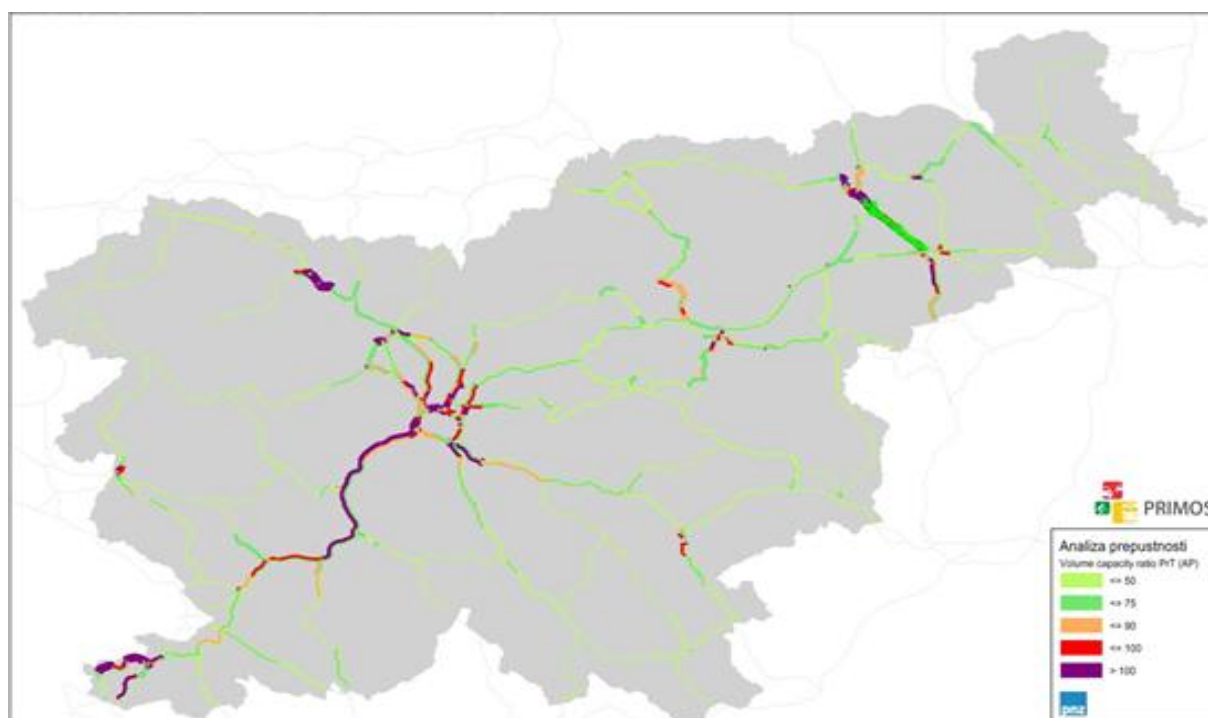 PRIMOS
Analiza prepustnosti
Volume capacity ratio PrT (AP)
<= 50
<= 75
<= 90
<= 100
> 100
pnz